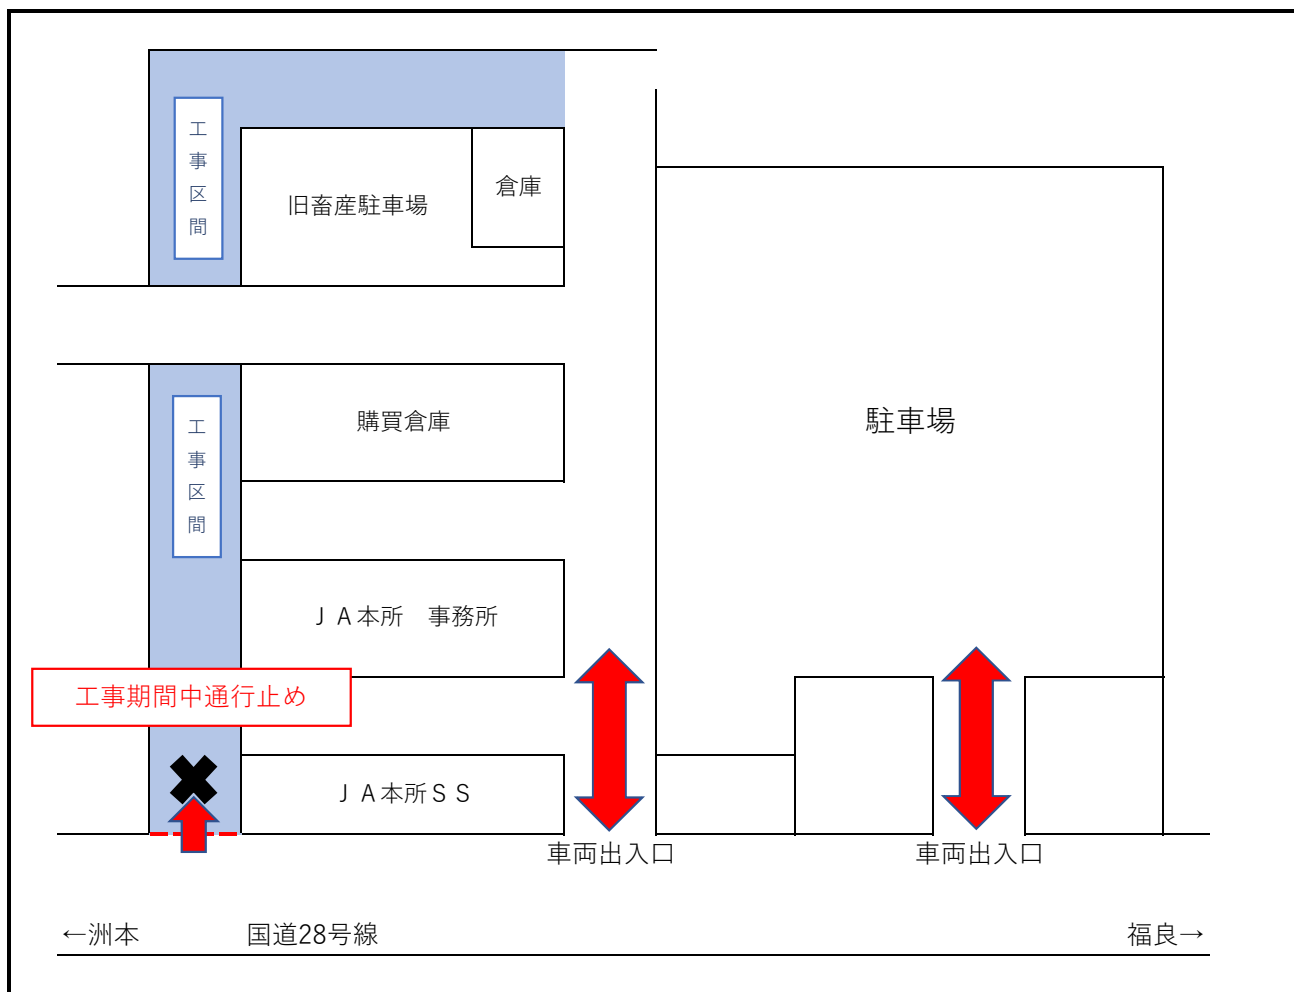 工事区間
旧畜産駐車場
倉庫
工事区間
購買倉庫
駐車場
ＪＡ本所　事務所
工事期間中通行止め
ＪＡ本所ＳＳ
車両出入口
車両出入口
←洲本
国道28号線
福良→